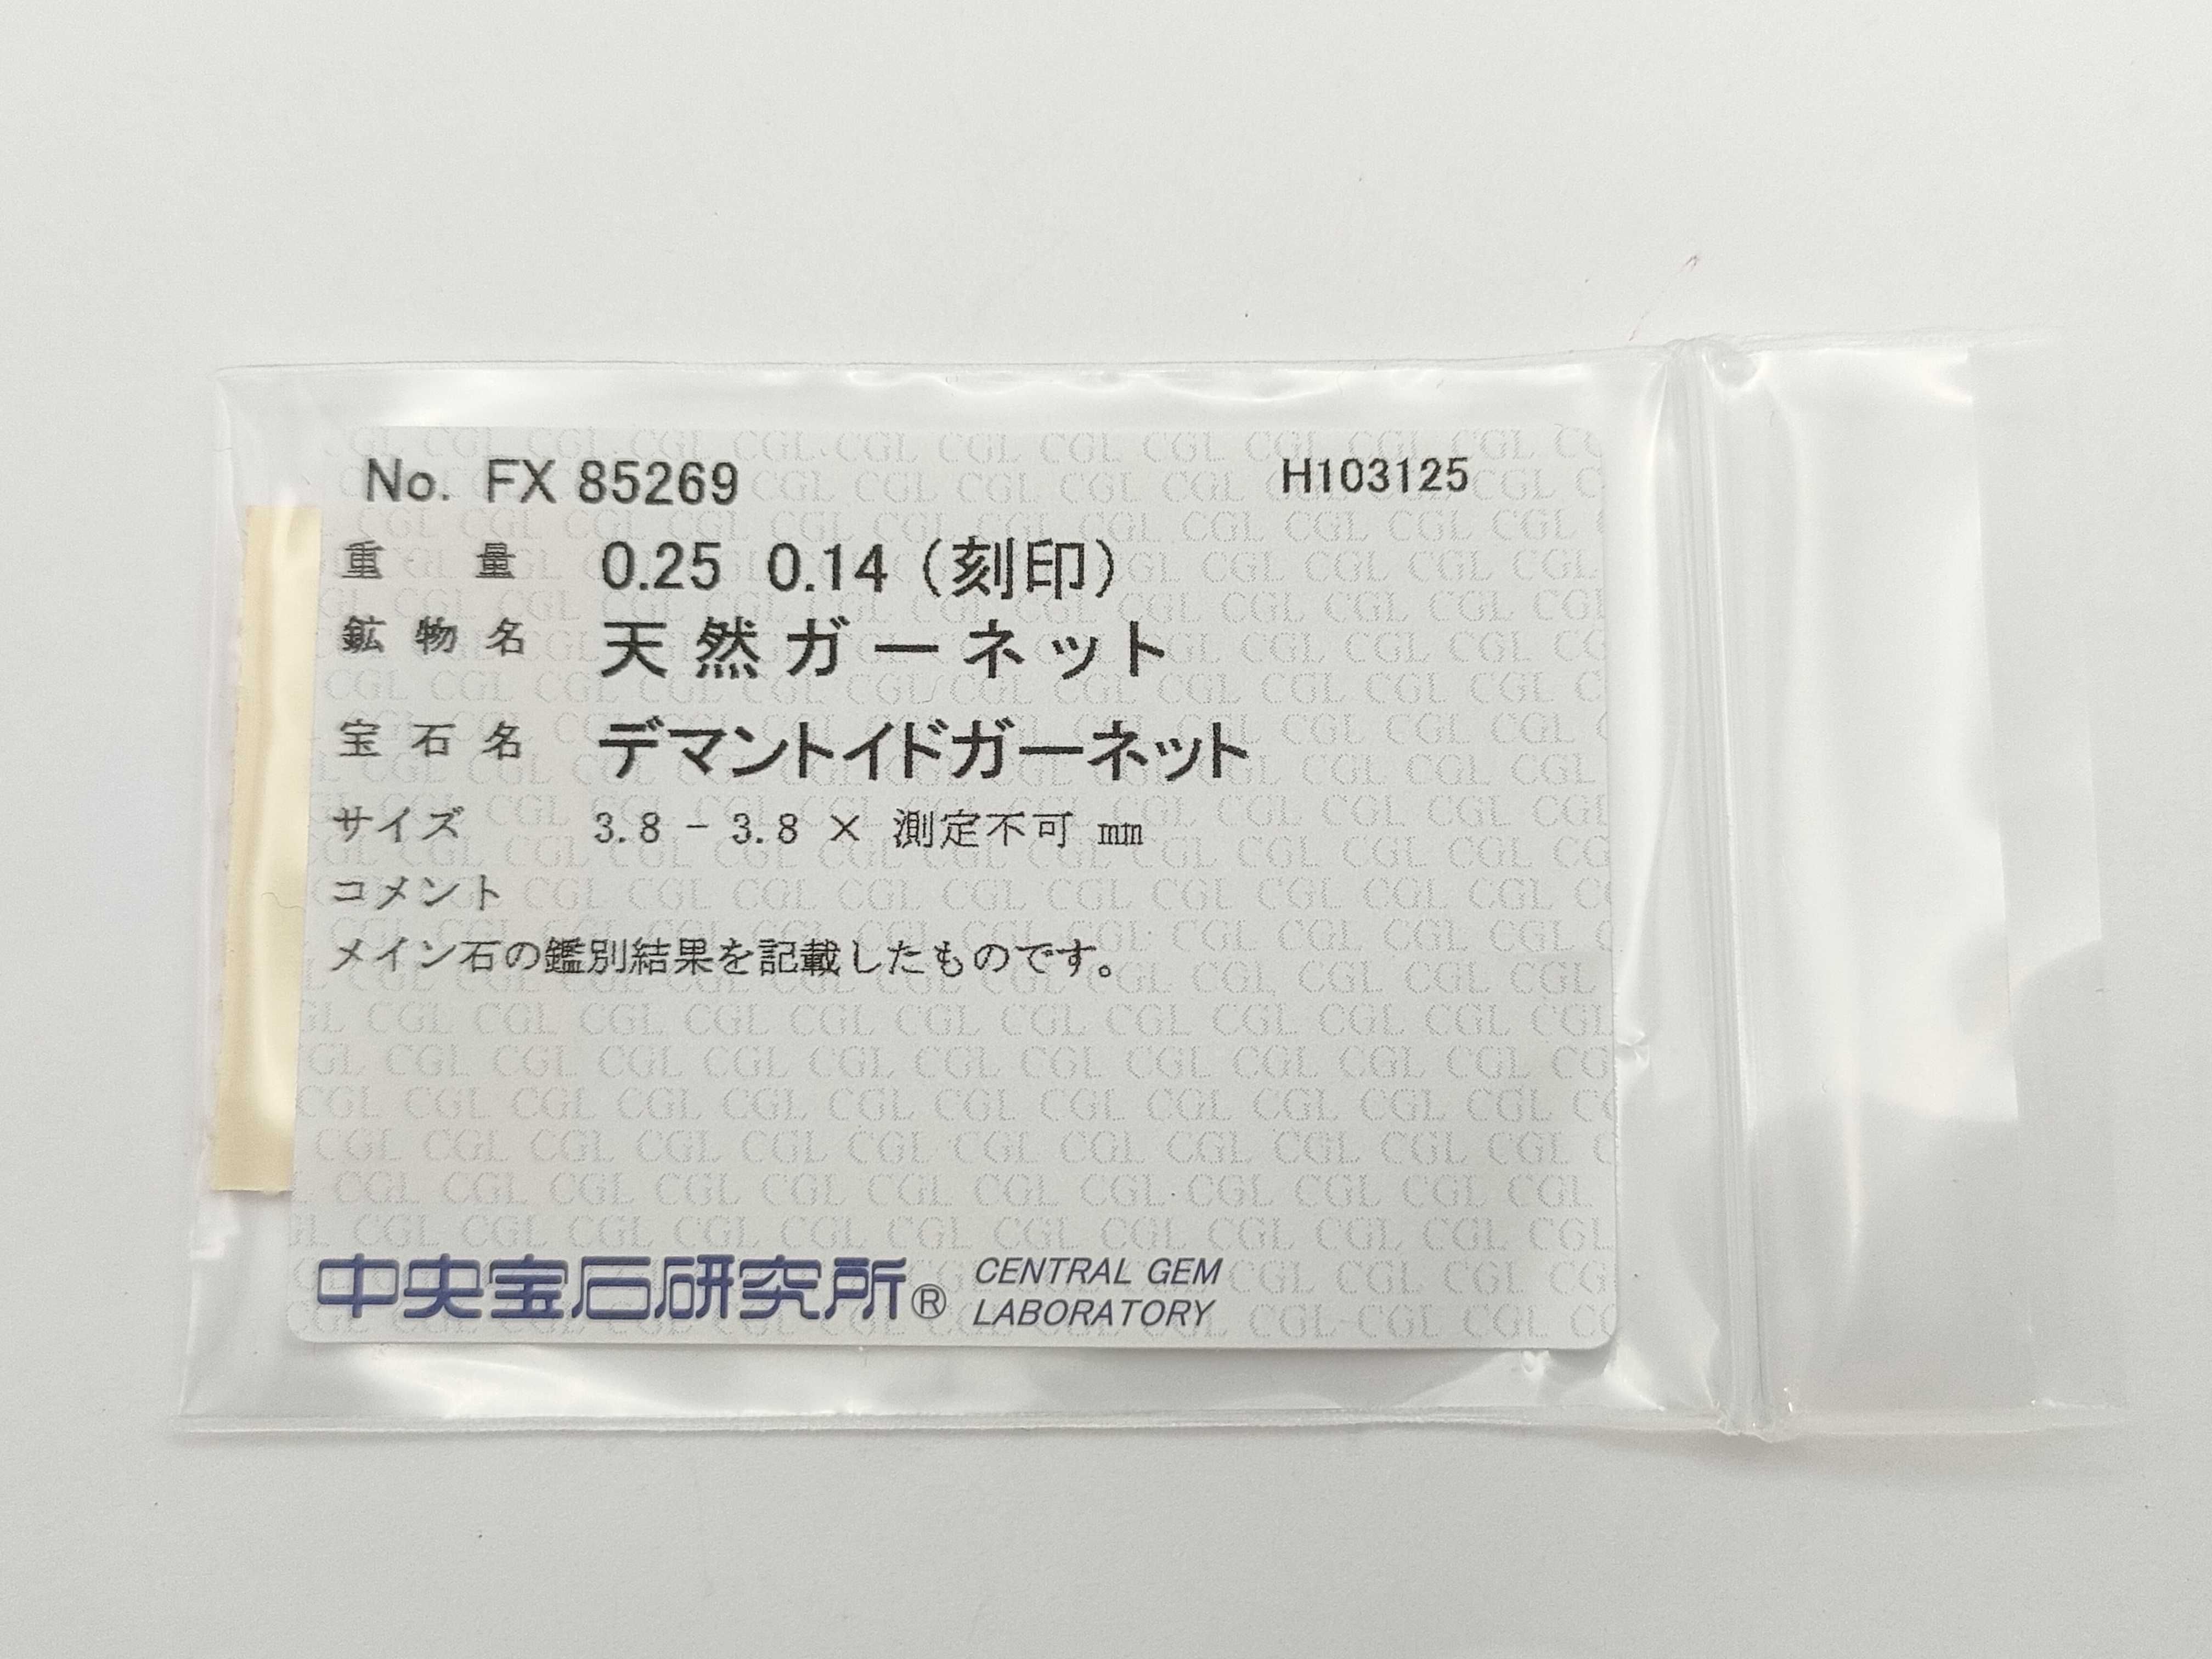 No. FX 85269 H103125
重量 0.25 0.14（刻印）
鉱物名 天然ガーネット
宝石名 デマントイドガーネット
サイズ 3.8 - 3.8 × 測定不可 ㎜
コメント
メイン石の鑑別結果を記載したものです。
中央宝石研究所® CENTRAL GEM
LABORATORY